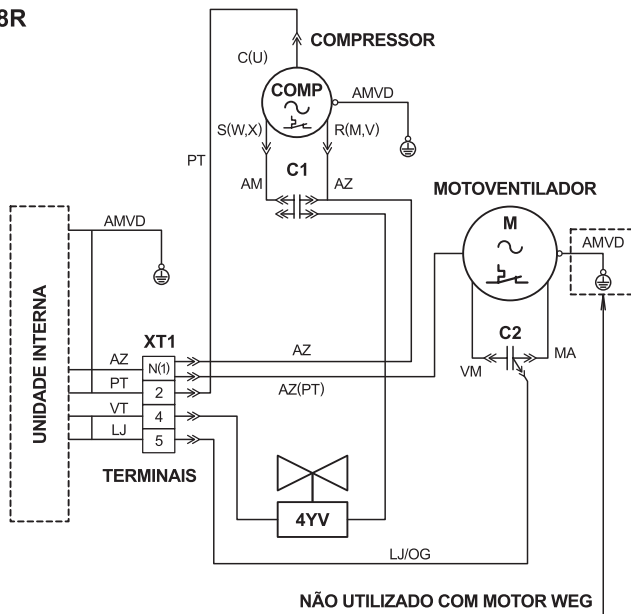 8R
COMPRESSOR
C(U)
COMP
AMVD
S(W,X)
R(M,V)
PT
C1
AM
AZ
MOTOVENTILADOR
M
AMVD
AMVD
UNIDADE INTERNA
XT1
C2
AZ
N(1)
AZ
VM
MA
PT
2
AZ(PT)
VT
4
LJ
5
TERMINAIS
4YV
LJ/OG
NÃO UTILIZADO COM MOTOR WEG